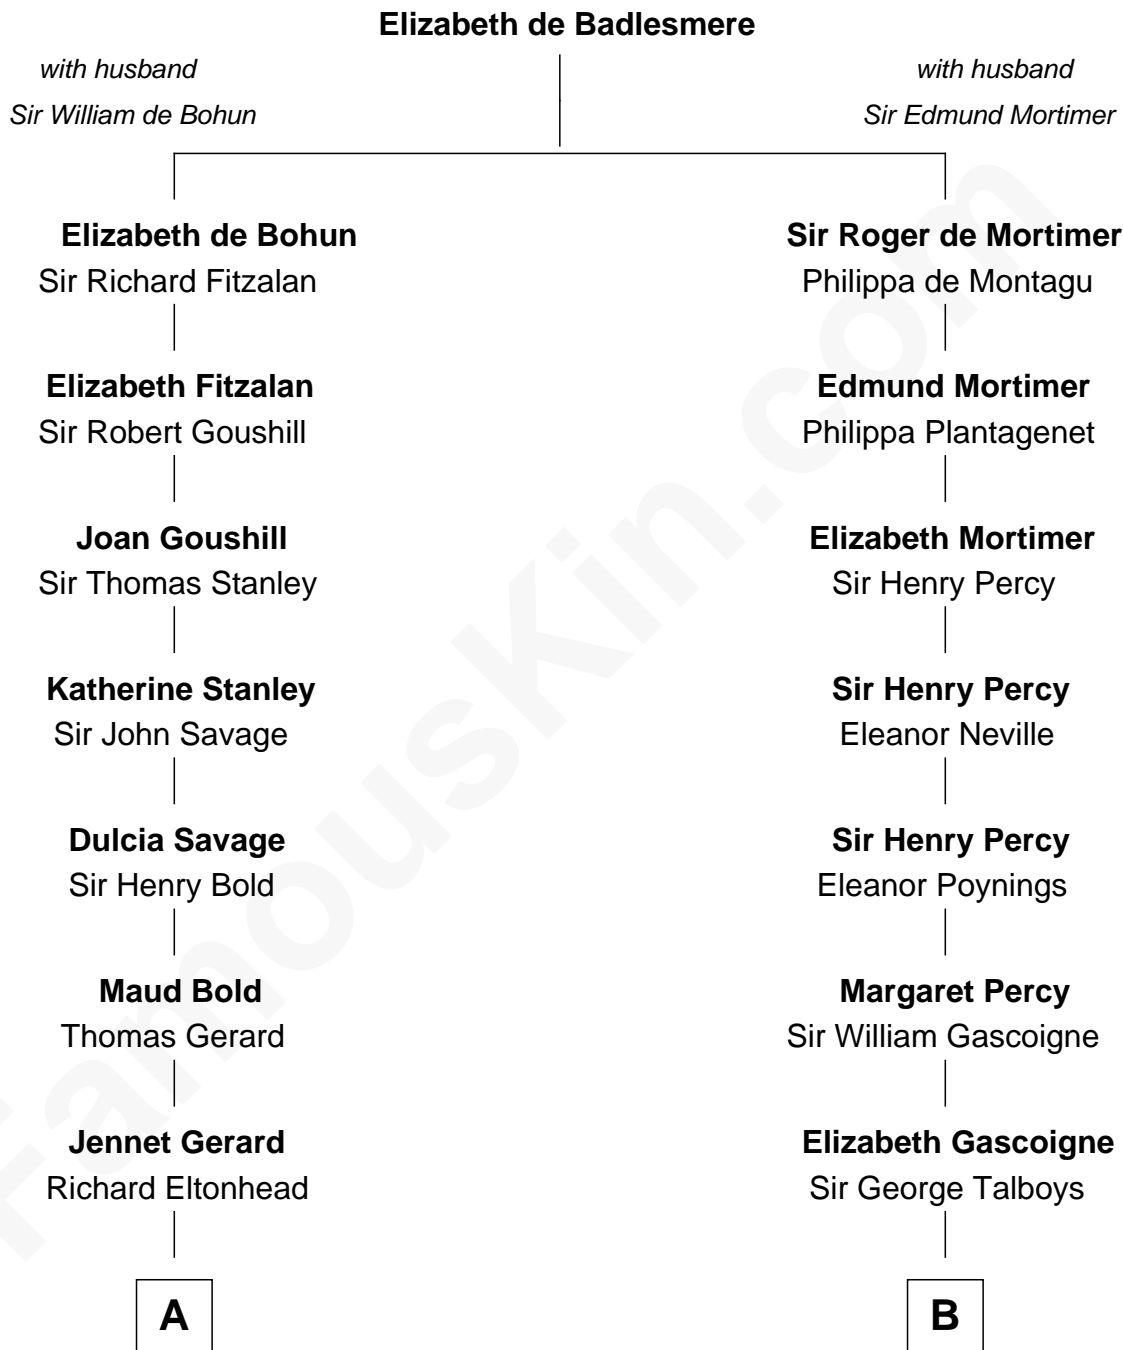 Elizabeth de Badlesmere
with husband
Sir William de Bohun
with husband
Sir Edmund Mortimer
Elizabeth de Bohun
Sir Richard Fitzalan
Sir Roger de Mortimer
Philippa de Montagu
Elizabeth Fitzalan
Sir Robert Goushill
Edmund Mortimer
Philippa Plantagenet
Joan Goushill
Sir Thomas Stanley
Elizabeth Mortimer
Sir Henry Percy
Katherine Stanley
Sir John Savage
Sir Henry Percy
Eleanor Neville
Dulcia Savage
Sir Henry Bold
Sir Henry Percy
Eleanor Poynings
Maud Bold
Thomas Gerard
Margaret Percy
Sir William Gascoigne
Jennet Gerard
Richard Eltonhead
Elizabeth Gascoigne
Sir George Talboys
A
B
FamousKin.com